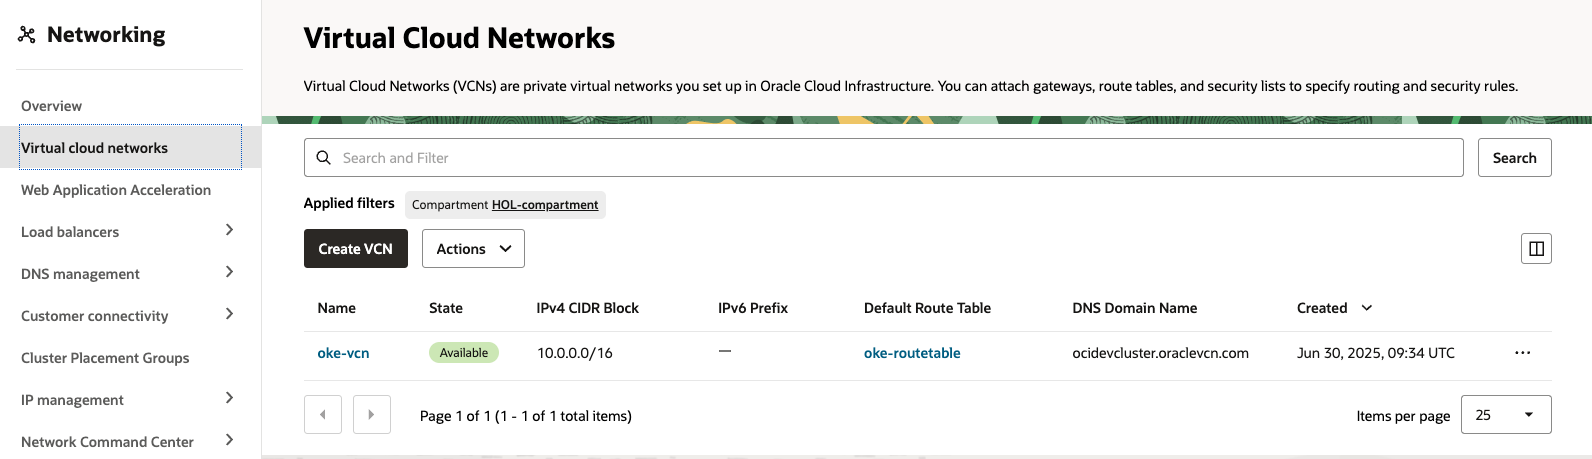 Networking
Overview
Virtual cloud networks
Web Application Acceleration
Load balancers
DNS management
Customer connectivity
Cluster Placement Groups
IP management
Network Command Center
Virtual Cloud Networks
Virtual Cloud Networks (VCNs) are private virtual networks you set up in Oracle Cloud Infrastructure. You can attach gateways, route tables, and security lists to specify routing and security rules.
Search and Filter
Search
Applied filters Compartment HOL-compartment
Create VCN Actions
Name State IPv4 CIDR Block IPv6 Prefix Default Route Table DNS Domain Name Created
oke-vcn Available 10.0.0.0/16 — oke-routetable ocidevcluster.oraclevcn.com Jun 30, 2025, 09:34 UTC ...
Page 1 of 1 (1 - 1 of 1 total items) Items per page 25